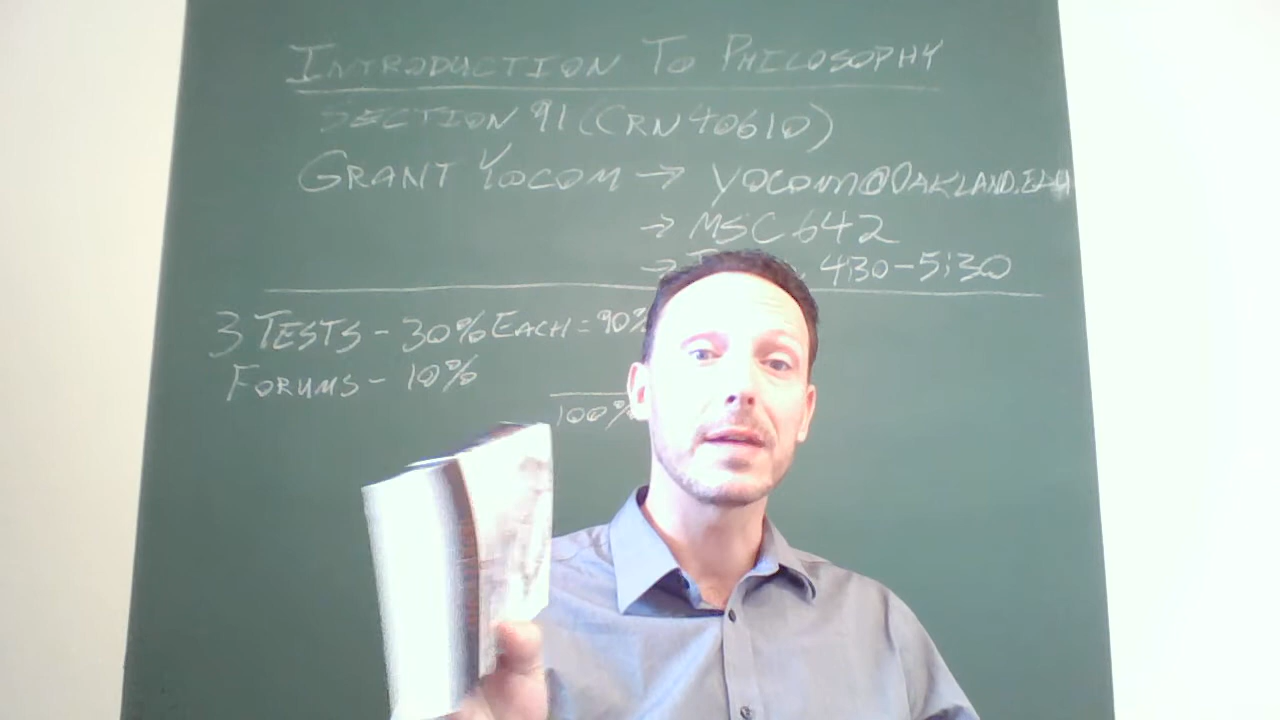 INTRODUCTION TO PHILOSOPHY
SECTION 91 (CRN 40610)
GRANT YOCOM → YOCOM@OAKLAND.EDU
→ MSC 642
→ 4:30-5:30
3 TESTS - 30% EACH = 90%
FORUMS - 10%
100%